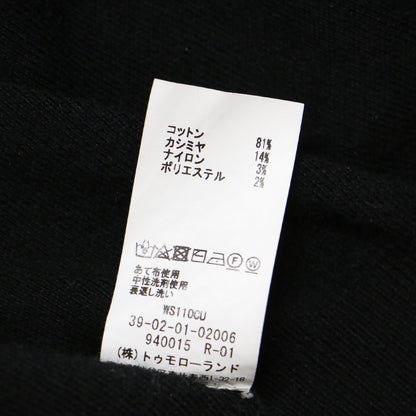 コットン 81%
カシミヤ 14%
ナイロン 3%
ポリエステル 2%
F W
あて布使用
中性洗剤使用
裏返し洗い
WS110CU
39-02-01-02006
940015 R-01
(株)トゥモローランド